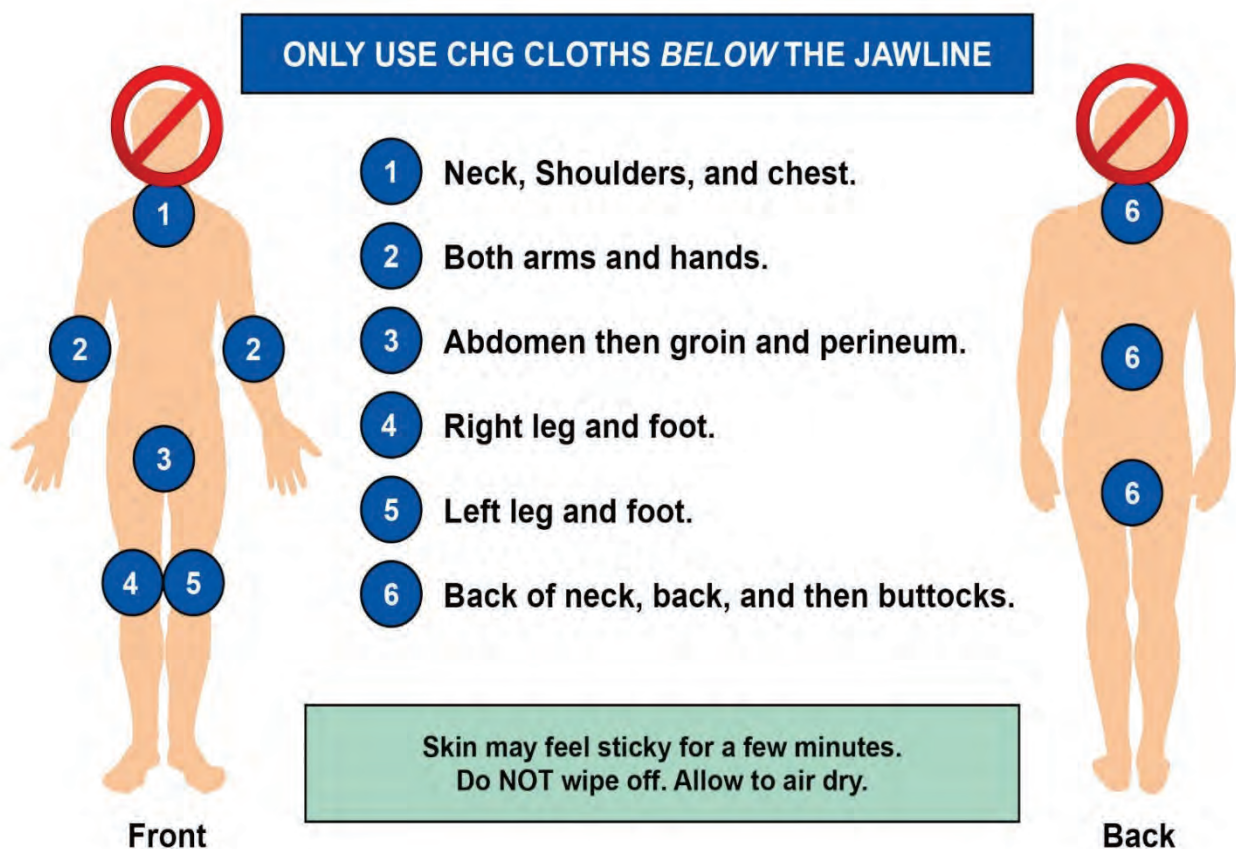 ONLY USE CHG CLOTHS BELOW THE JAWLINE
1 Neck, Shoulders, and chest.
2 Both arms and hands.
3 Abdomen then groin and perineum.
4 Right leg and foot.
5 Left leg and foot.
6 Back of neck, back, and then buttocks.
1
2 2
3
4 5
6
6
6
Skin may feel sticky for a few minutes.
Do NOT wipe off. Allow to air dry.
Front
Back